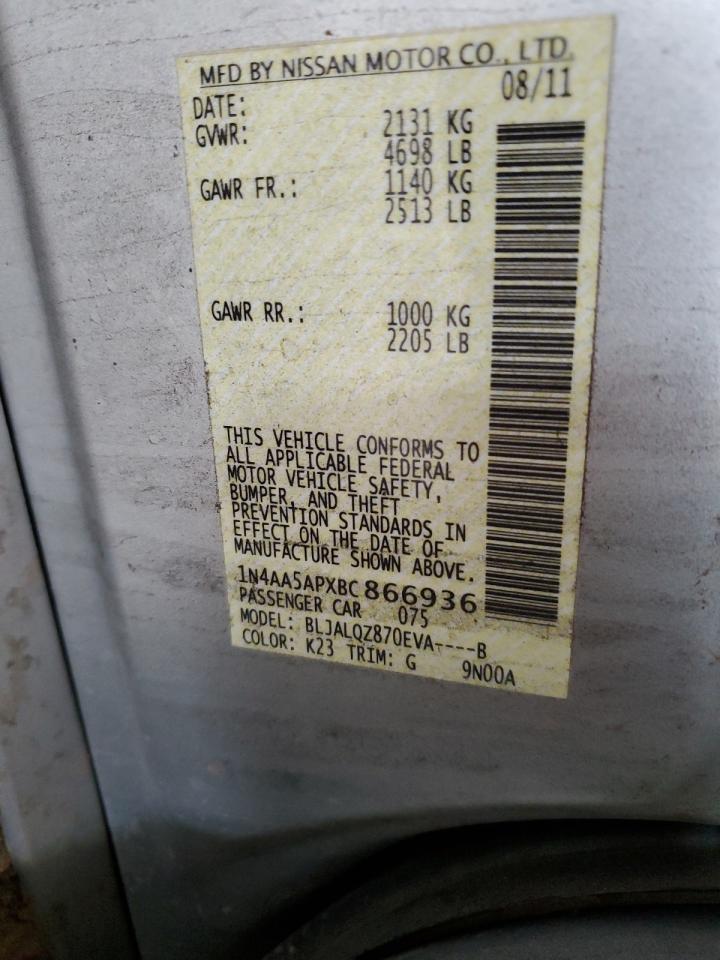 MFD BY NISSAN MOTOR CO., LTD.
DATE: 08/11
GVWR: 2131 KG
4698 LB
GAWR FR.: 1140 KG
2513 LB
GAWR RR.: 1000 KG
2205 LB
THIS VEHICLE CONFORMS TO
ALL APPLICABLE FEDERAL
MOTOR VEHICLE SAFETY,
BUMPER, AND THEFT
PREVENTION STANDARDS IN
EFFECT ON THE DATE OF
MANUFACTURE SHOWN ABOVE.
1N4AA5APXBC866936
PASSENGER CAR 075
MODEL: BLJALQZ870EVA----B
COLOR: K23 TRIM: G 9N00A